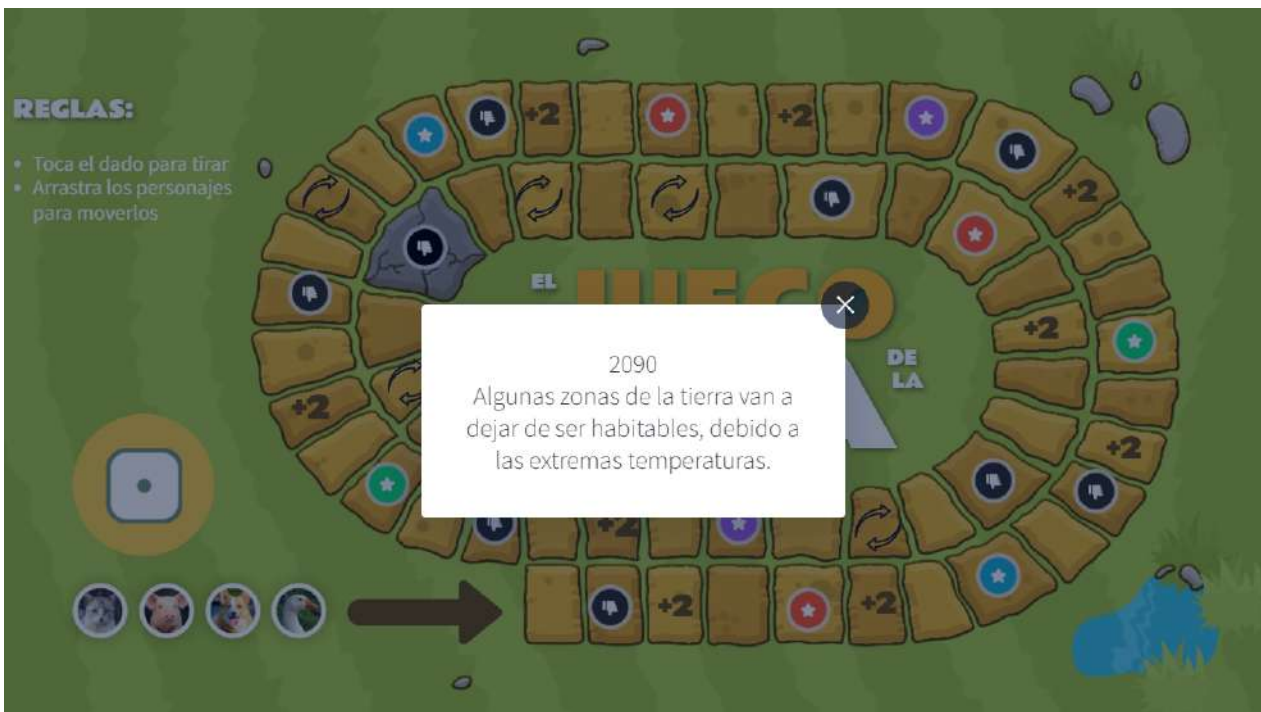 REGLAS:
• Toca el dado para tirar
• Arrastra los personajes
para moverlos
+2
+2
+2
EL
JUEGO
+2
DE
LA
2090
Algunas zonas de la tierra van a
dejar de ser habitables, debido a
las extremas temperaturas.
+2
+2
+2
+2
+2